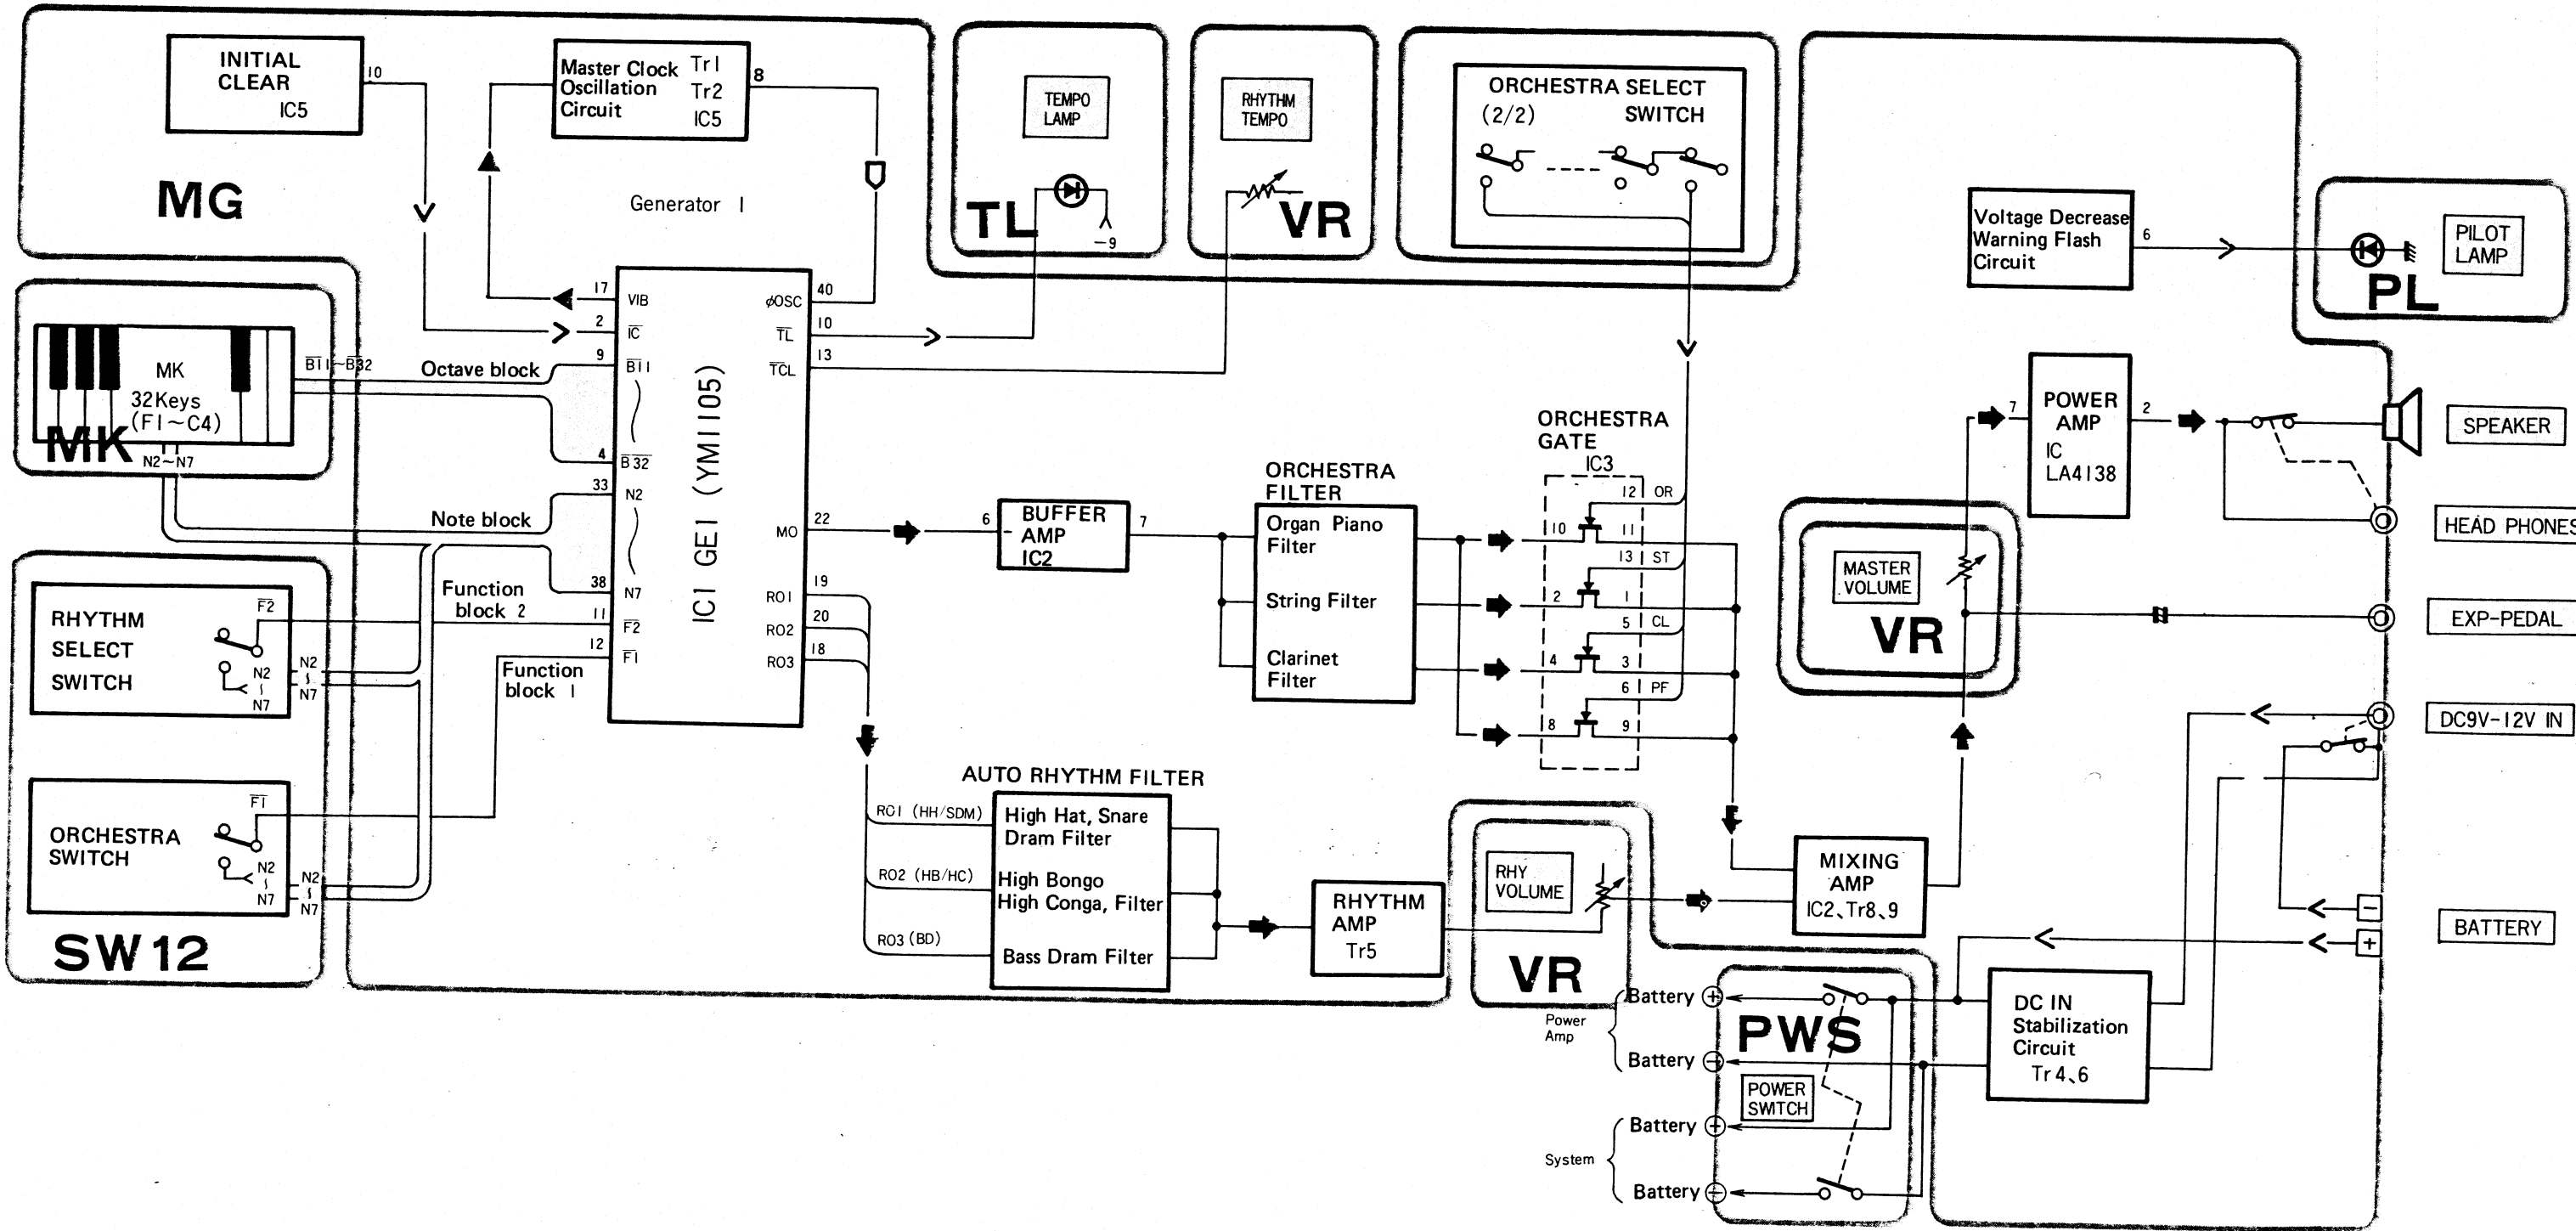 INITIAL
CLEAR
IC5
10
MG
Master Clock
Oscillation
Circuit
Tr1
Tr2
IC5
8
Generator 1
TEMPO
LAMP
TL
-9
RHYTHM
TEMPO
VR
ORCHESTRA SELECT
(2/2) SWITCH
Voltage Decrease
Warning Flash
Circuit
6
PILOT
LAMP
PL
MK
32Keys
(F1~C4)
MK
B11~B32
N2~N7
Octave block
Note block
Function
block 2
Function
block 1
17 VIB
2 IC
9 B11
4 B32
33 N2
38 N7
11 F2
12 F1
IC1 GE1 (YM1105)
φOSC 40
TL 10
TCL 13
MO 22
RO1 19
RO2 20
RO3 18
RHYTHM
SELECT
SWITCH
F2
N2
~
N7
N2
~
N7
ORCHESTRA
SWITCH
F1
N2
~
N7
N2
~
N7
SW12
6 -
BUFFER
AMP
IC2
7
ORCHESTRA
FILTER
Organ Piano
Filter
String Filter
Clarinet
Filter
ORCHESTRA
GATE
IC3
12 OR
10 11
13 ST
2 1
5 CL
4 3
6 PF
8 9
AUTO RHYTHM FILTER
RO1 (HH/SDM)
RO2 (HB/HC)
RO3 (BD)
High Hat, Snare
Dram Filter
High Bongo
High Conga, Filter
Bass Dram Filter
RHYTHM
AMP
Tr5
RHY
VOLUME
VR
MIXING
AMP
IC2、Tr8、9
MASTER
VOLUME
VR
7
POWER
AMP
IC
LA4138
2
SPEAKER
HEAD PHONES
EXP-PEDAL
DC9V-12V IN
−
+
BATTERY
DC IN
Stabilization
Circuit
Tr4、6
PWS
POWER
SWITCH
Power
Amp
Battery +
Battery −
System
Battery +
Battery −